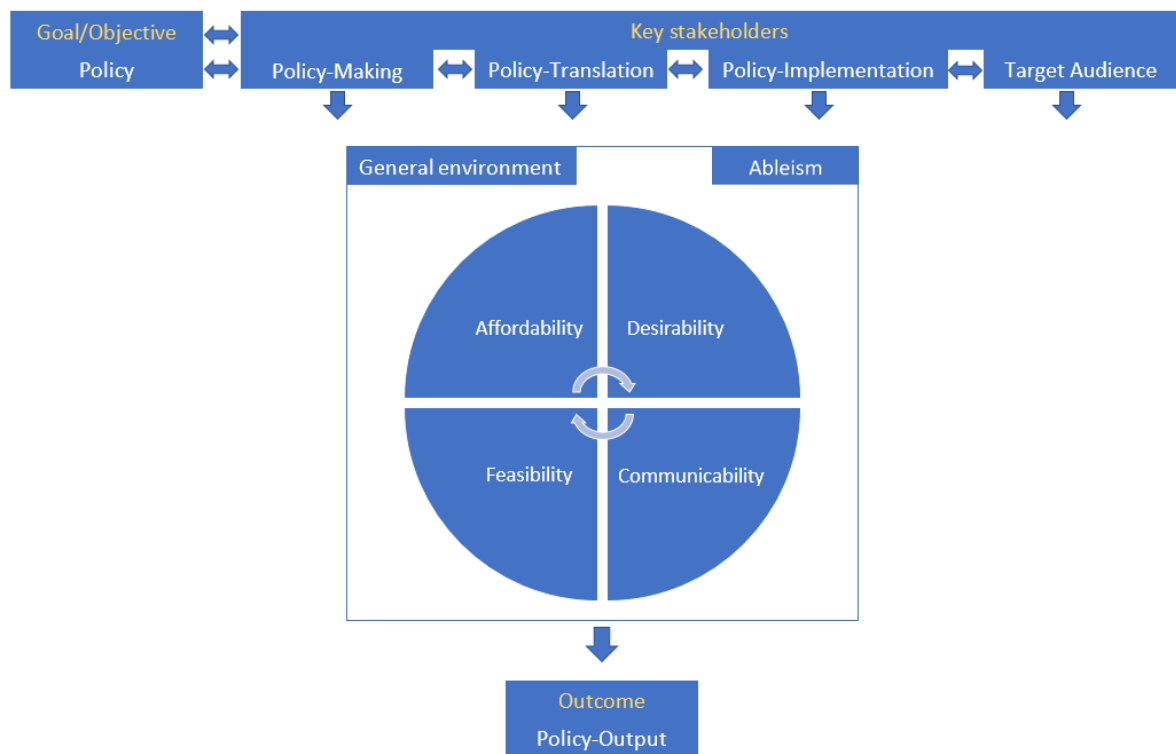 Goal/Objective
Key stakeholders
Policy
Policy-Making
Policy-Translation
Policy-Implementation
Target Audience
General environment
Ableism
Affordability
Desirability
Feasibility
Communicability
Outcome
Policy-Output